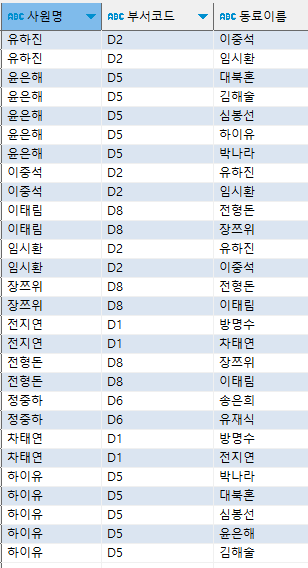 ABC 사원명 ABC 부서코드 ABC 동료이름
유하진 D2 이중석
유하진 D2 임시환
윤은해 D5 대북혼
윤은해 D5 김해술
윤은해 D5 심봉선
윤은해 D5 하이유
윤은해 D5 박나라
이중석 D2 유하진
이중석 D2 임시환
이태림 D8 전형돈
이태림 D8 장쯔위
임시환 D2 유하진
임시환 D2 이중석
장쯔위 D8 전형돈
장쯔위 D8 이태림
전지연 D1 방명수
전지연 D1 차태연
전형돈 D8 장쯔위
전형돈 D8 이태림
정중하 D6 송은희
정중하 D6 유재식
차태연 D1 방명수
차태연 D1 전지연
하이유 D5 박나라
하이유 D5 대북혼
하이유 D5 심봉선
하이유 D5 윤은해
하이유 D5 김해술